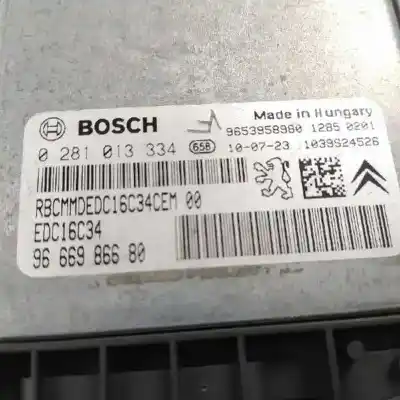 Made in Hungary
BOSCH
9653958980 1285 0201
0 281 013 334 658 10-07-23 1039S24526
RBCMMDEDC16C34CEM 00
EDC16C34
96 669 866 80